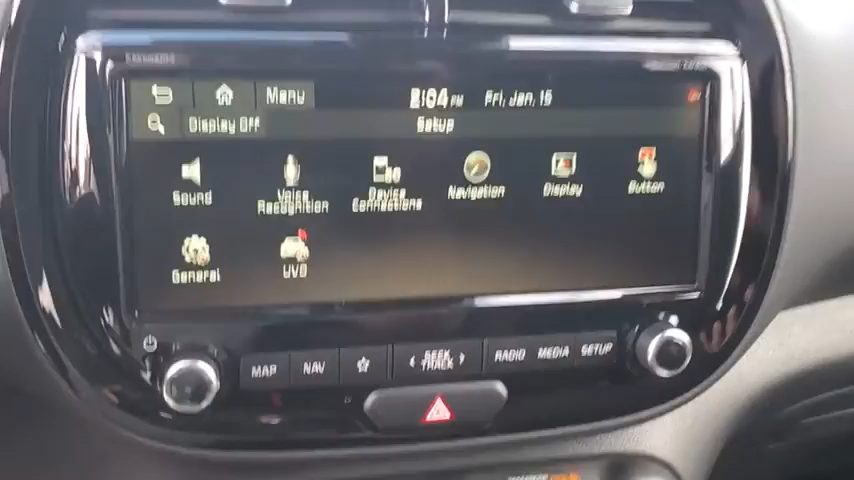 Menu
2:04 PM Fri, Jan, 15
Display Off
Setup
Sound
Voice
Recognition
Device
Connections
Navigation
Display
Button
General
UVO
MAP
NAV
SEEK
TRACK
RADIO
MEDIA
SETUP